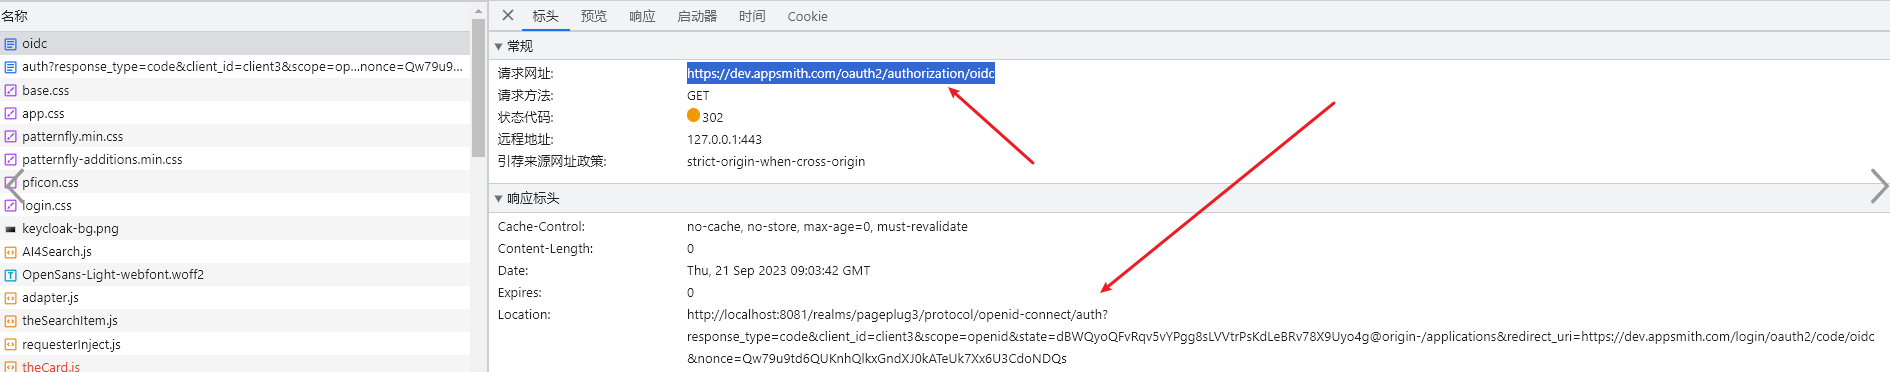 名称
oidc
auth?response_type=code&client_id=client3&scope=op...nonce=Qw79u9...
base.css
app.css
patternfly.min.css
patternfly-additions.min.css
pficon.css
login.css
keycloak-bg.png
AI4Search.js
OpenSans-Light-webfont.woff2
adapter.js
theSearchItem.js
requesterInject.js
theCard.js
标头 预览 响应 启动器 时间 Cookie
常规
请求网址: https://dev.appsmith.com/oauth2/authorization/oidc
请求方法: GET
状态代码: 302
远程地址: 127.0.0.1:443
引荐来源网址政策: strict-origin-when-cross-origin
响应标头
Cache-Control: no-cache, no-store, max-age=0, must-revalidate
Content-Length: 0
Date: Thu, 21 Sep 2023 09:03:42 GMT
Expires: 0
Location: http://localhost:8081/realms/pageplug3/protocol/openid-connect/auth?
response_type=code&client_id=client3&scope=openid&state=dBWQyoQFvRqv5vYPgg8sLVVtrPsKdLeBRv78X9Uyo4g@origin-/applications&redirect_uri=https://dev.appsmith.com/login/oauth2/code/oidc
&nonce=Qw79u9td6QUKnhQlkxGndXJ0kATeUk7Xx6U3CdoNDQs